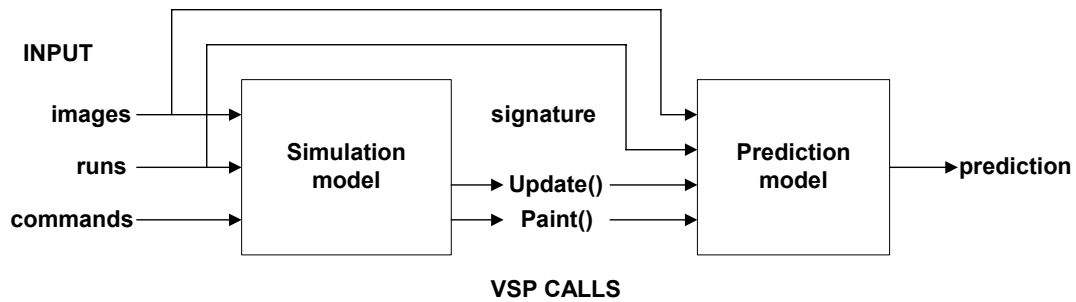 INPUT
images
runs
commands
Simulation
model
signature
Update()
Paint()
VSP CALLS
Prediction
model
prediction